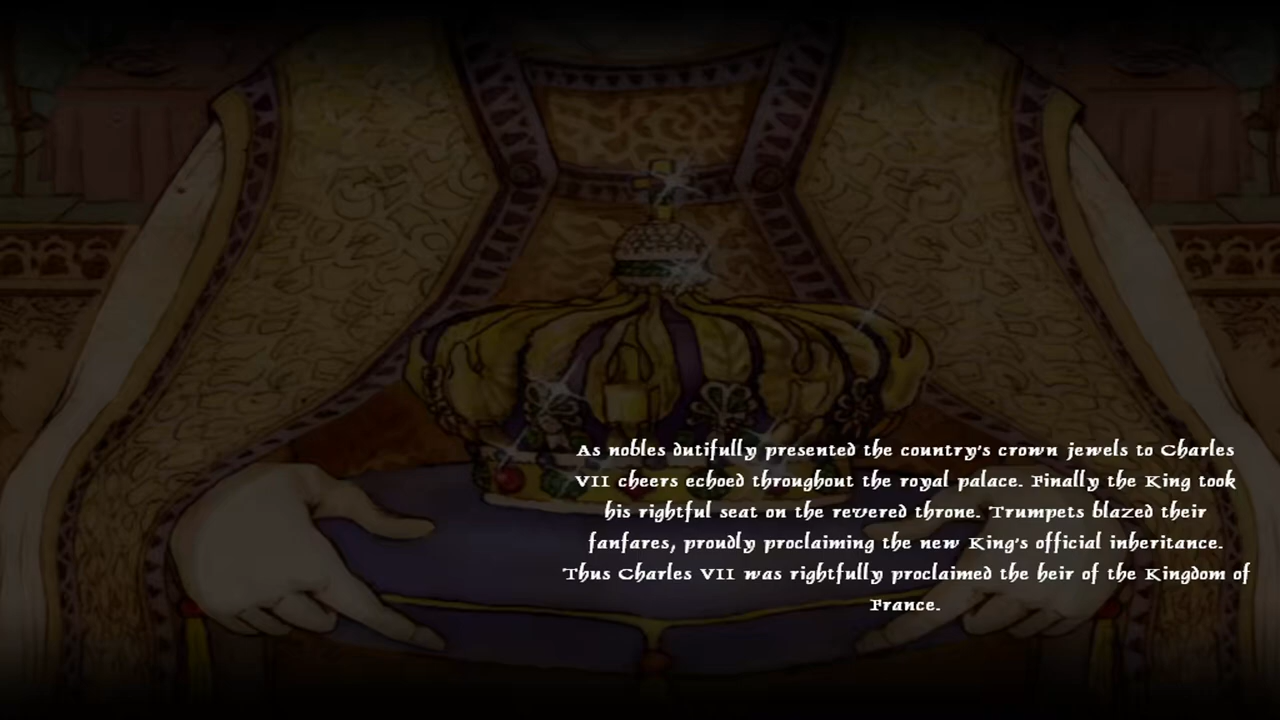 As nobles dutifully presented the country's crown jewels to Charles
VII cheers echoed throughout the royal palace. Finally the King took
his rightful seat on the revered throne. Trumpets blazed their
fanfares, proudly proclaiming the new King's official inheritance.
Thus Charles VII was rightfully proclaimed the heir of the Kingdom of
France.